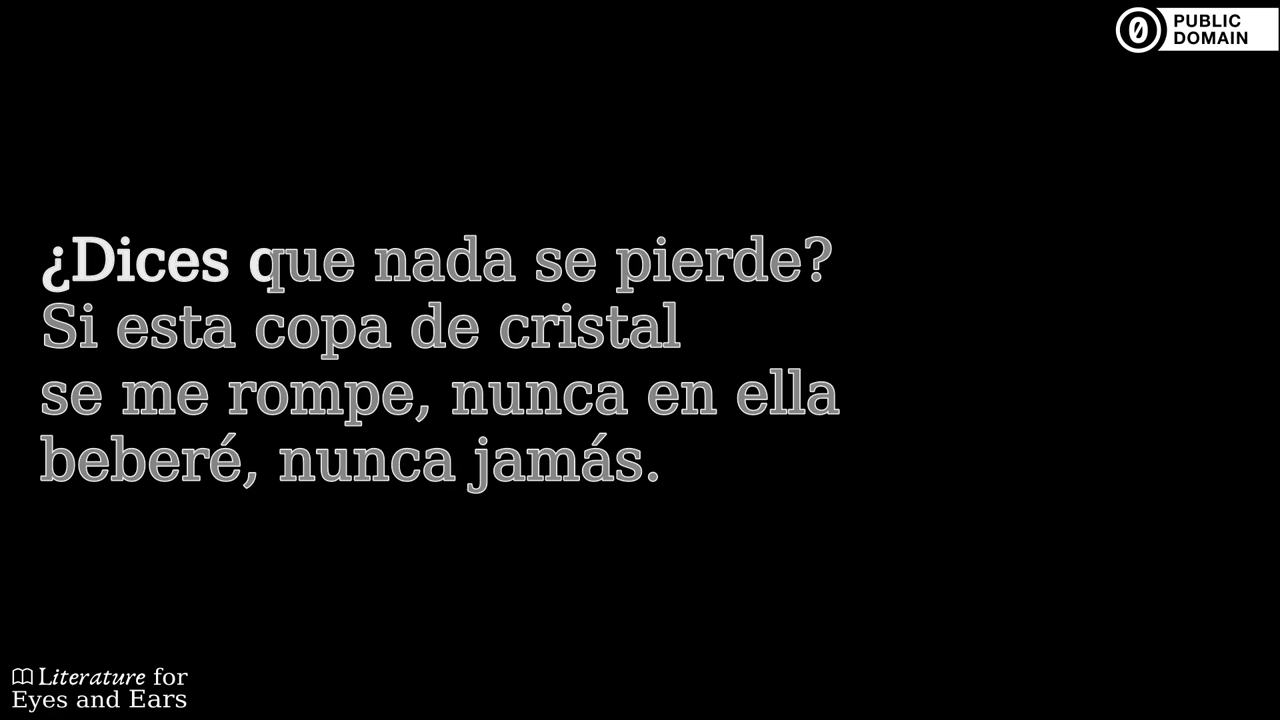 PUBLIC
DOMAIN
¿Dices que nada se pierde?
Si esta copa de cristal
se me rompe, nunca en ella
beberé, nunca jamás.
Literature for
Eyes and Ears